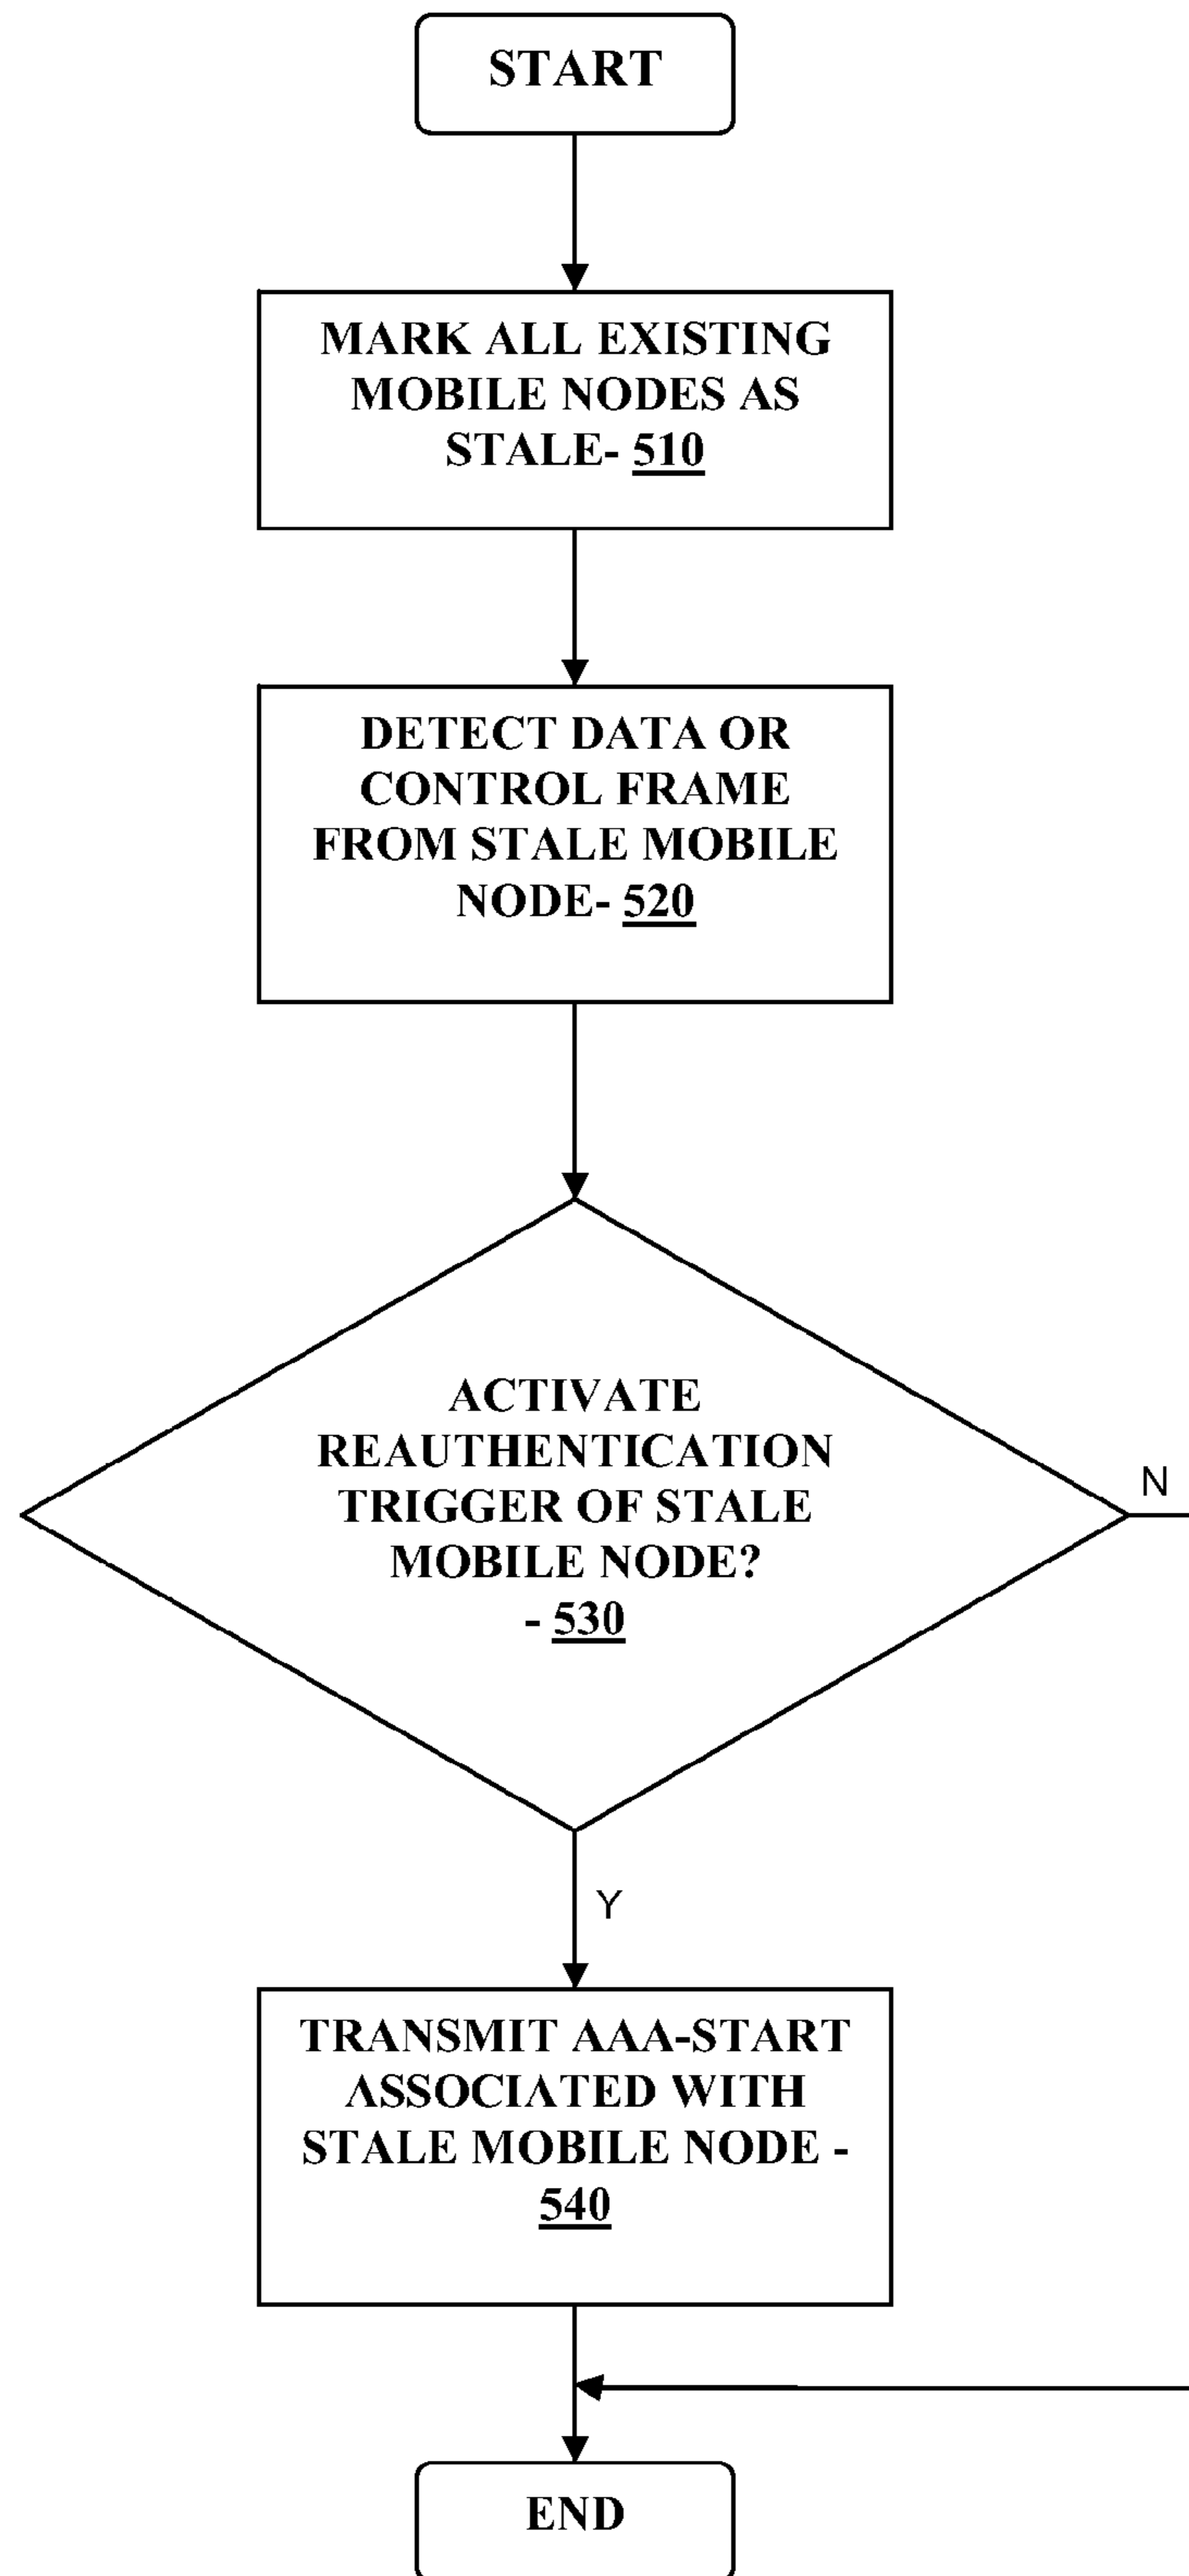 START
MARK ALL EXISTING
MOBILE NODES AS
STALE- 510
DETECT DATA OR
CONTROL FRAME
FROM STALE MOBILE
NODE- 520
ACTIVATE
REAUTHENTICATION
TRIGGER OF STALE
MOBILE NODE?
- 530
N
Y
TRANSMIT AAA-START
ASSOCIATED WITH
STALE MOBILE NODE -
540
END